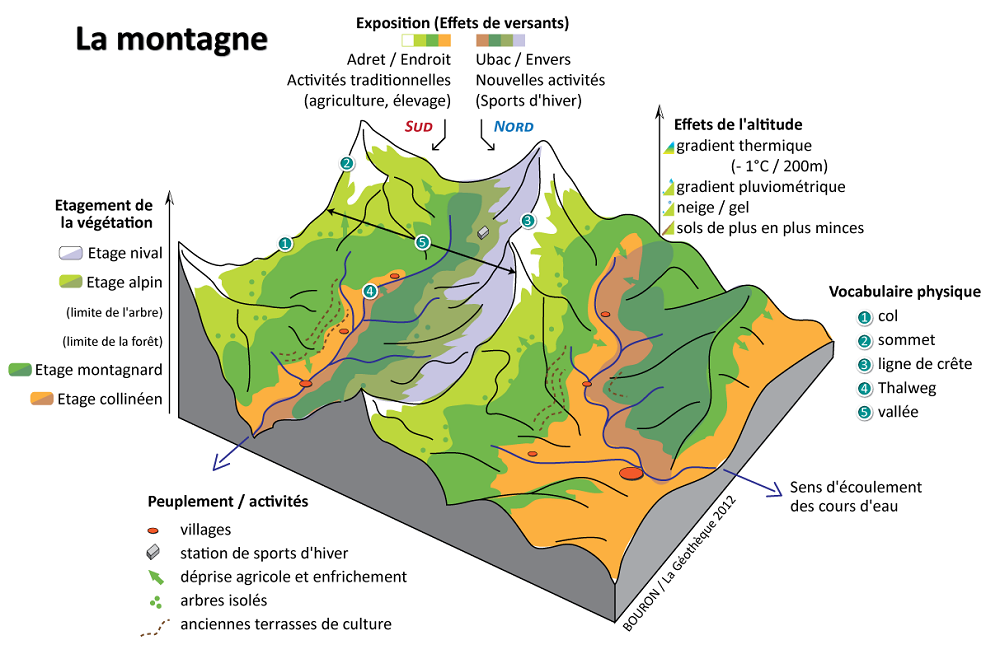 La montagne
Exposition (Effets de versants)
Adret / Endroit
Activités traditionnelles
(agriculture, élevage)
SUD
Ubac / Envers
Nouvelles activités
(Sports d'hiver)
NORD
Effets de l'altitude
gradient thermique
(- 1°C / 200m)
gradient pluviométrique
neige / gel
sols de plus en plus minces
Etagement de
la végétation
Etage nival
Etage alpin
(limite de l'arbre)
(limite de la forêt)
Etage montagnard
Etage collinéen
1
2
3
4
5
Vocabulaire physique
1 col
2 sommet
3 ligne de crête
4 Thalweg
5 vallée
Sens d'écoulement
des cours d'eau
Peuplement / activités
villages
station de sports d'hiver
déprise agricole et enfrichement
arbres isolés
anciennes terrasses de culture
BOURON / La Géothèque 2012